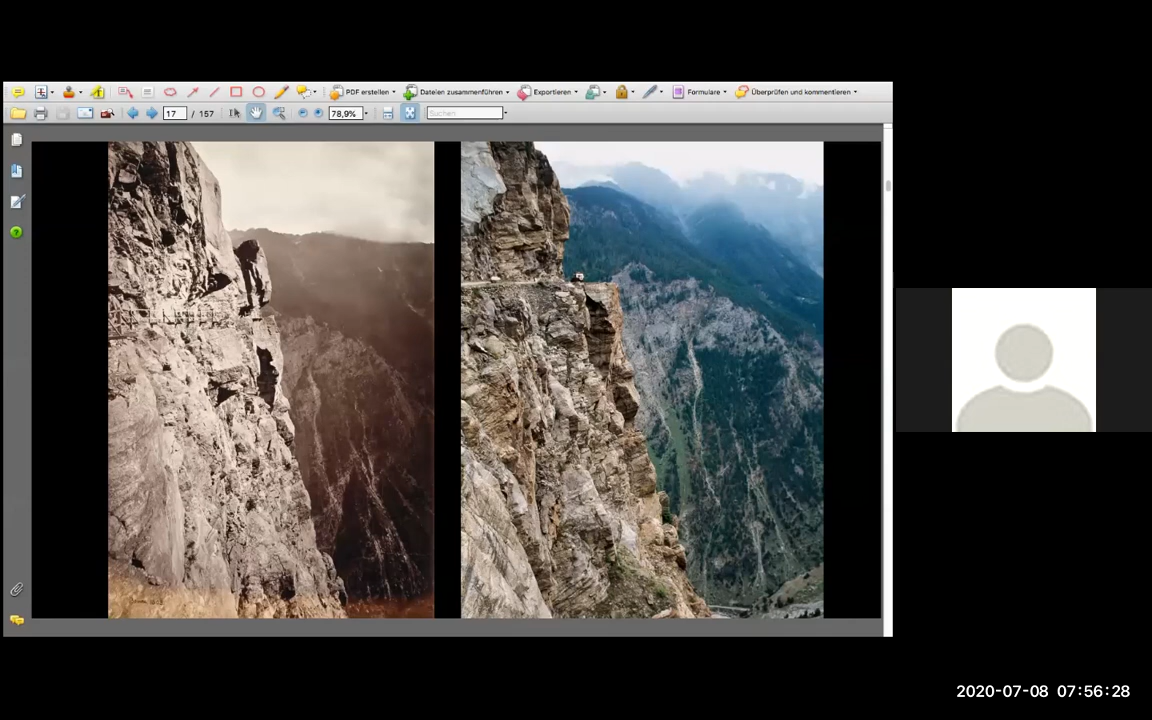 PDF erstellen Dateien zusammenführen Exportieren Formulare Überprüfen und kommentieren
17 / 157 78,9% Suchen
2020-07-08 07:56:28